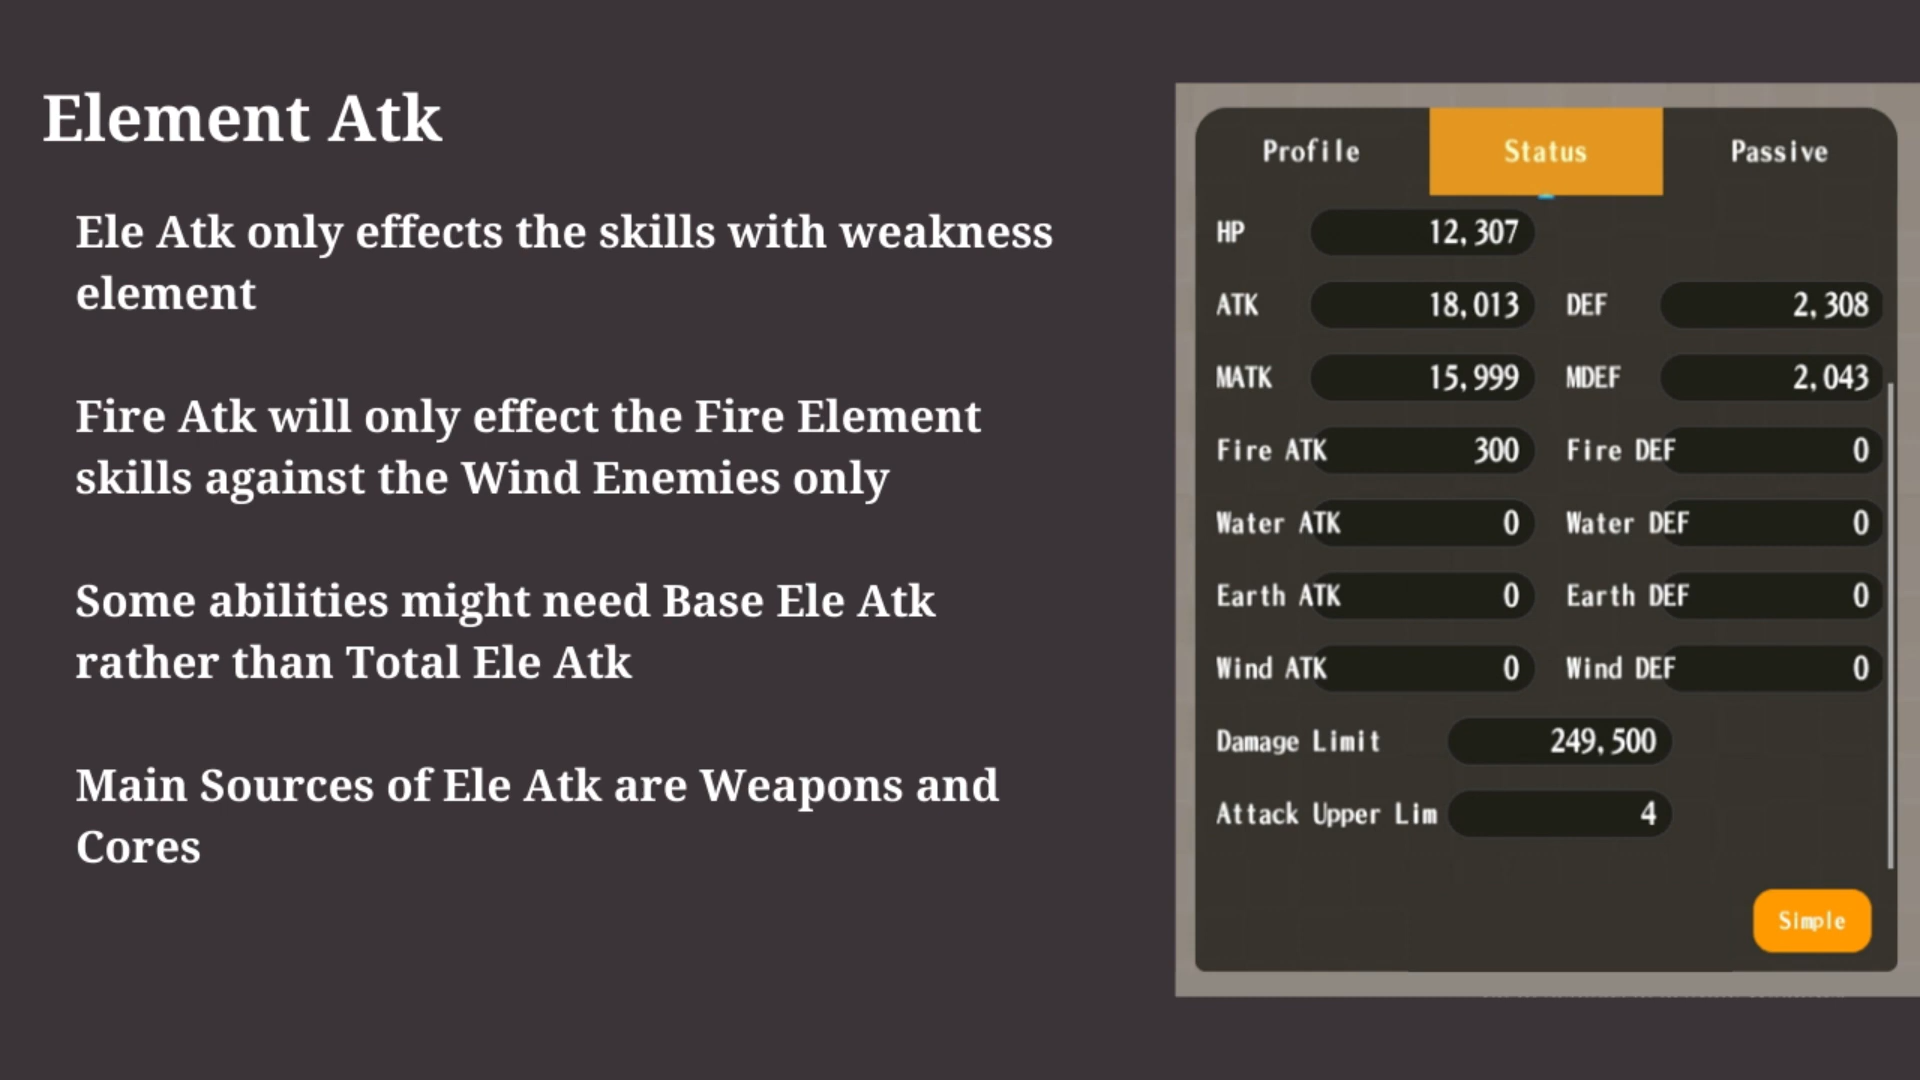 Element Atk
Ele Atk only effects the skills with weakness
element
Fire Atk will only effect the Fire Element
skills against the Wind Enemies only
Some abilities might need Base Ele Atk
rather than Total Ele Atk
Main Sources of Ele Atk are Weapons and
Cores
Profile Status Passive
HP 12,307
ATK 18,013 DEF 2,308
MATK 15,999 MDEF 2,043
Fire ATK 300 Fire DEF 0
Water ATK 0 Water DEF 0
Earth ATK 0 Earth DEF 0
Wind ATK 0 Wind DEF 0
Damage Limit 249,500
Attack Upper Lim 4
Simple